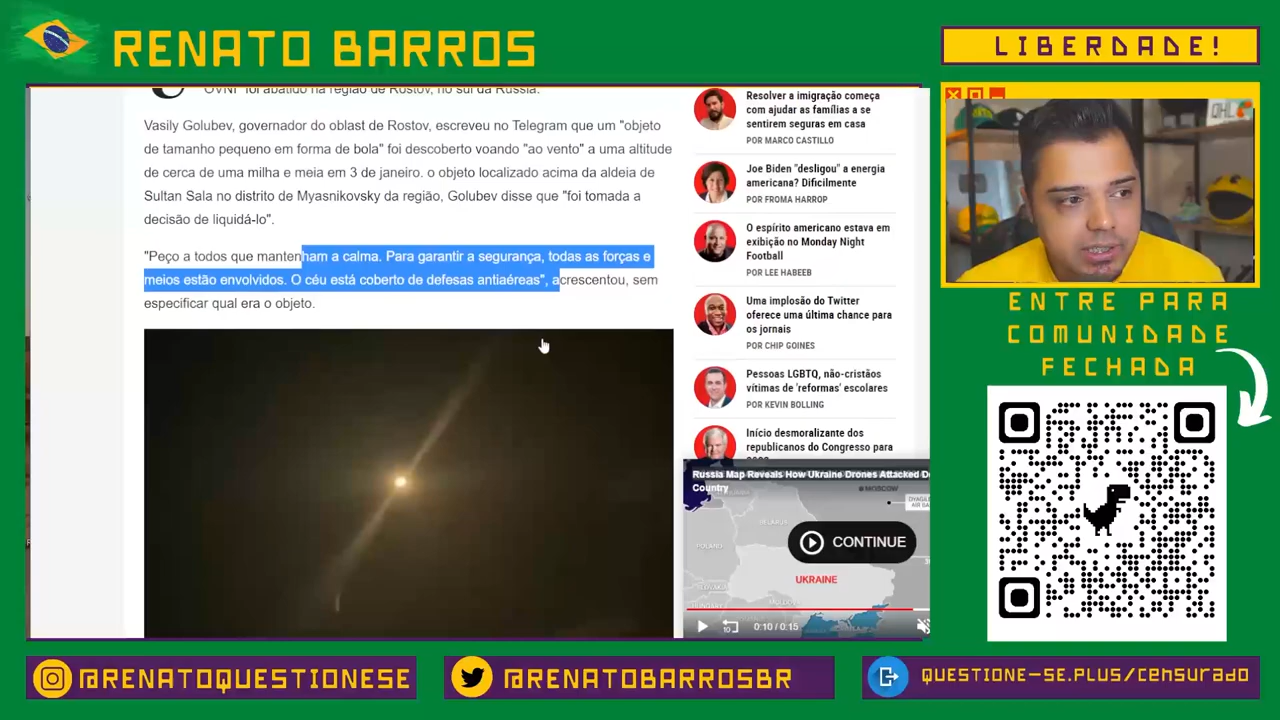 RENATO BARROS
LIBERDADE!
OVNI foi abatido na região de Rostov, no sul da Rússia.
Vasily Golubev, governador do oblast de Rostov, escreveu no Telegram que um "objeto
de tamanho pequeno em forma de bola" foi descoberto voando "ao vento" a uma altitude
de cerca de uma milha e meia em 3 de janeiro. o objeto localizado acima da aldeia de
Sultan Sala no distrito de Myasnikovsky da região, Golubev disse que "foi tomada a
decisão de liquidá-lo".
"Peço a todos que mantenham a calma. Para garantir a segurança, todas as forças e
meios estão envolvidos. O céu está coberto de defesas antiaéreas", acrescentou, sem
especificar qual era o objeto.
Resolver a imigração começa
com ajudar as famílias a se
sentirem seguras em casa
POR MARCO CASTILLO
Joe Biden "desligou" a energia
americana? Dificilmente
POR FROMA HARROP
O espírito americano estava em
exibição no Monday Night
Football
POR LEE HABEEB
Uma implosão do Twitter
oferece uma última chance para
os jornais
POR CHIP GOINES
Pessoas LGBTQ, não-cristãos
vítimas de 'reformas' escolares
POR KEVIN BOLLING
Início desmoralizante dos
republicanos do Congresso para
Russia Map Reveals How Ukraine Drones Attacked De
Country
MOSCOW
DYAGILE
AIR BA
BELARUS
POLAND
CONTINUE
UKRAINE
HUNGARY
MOLDOVA
10
0:10 / 0:15
ENTRE PARA
COMUNIDADE
FECHADA
@RENATOQUESTIONESE
@RENATOBARROSBR
QUESTIONE-SE.PLUS/censurado